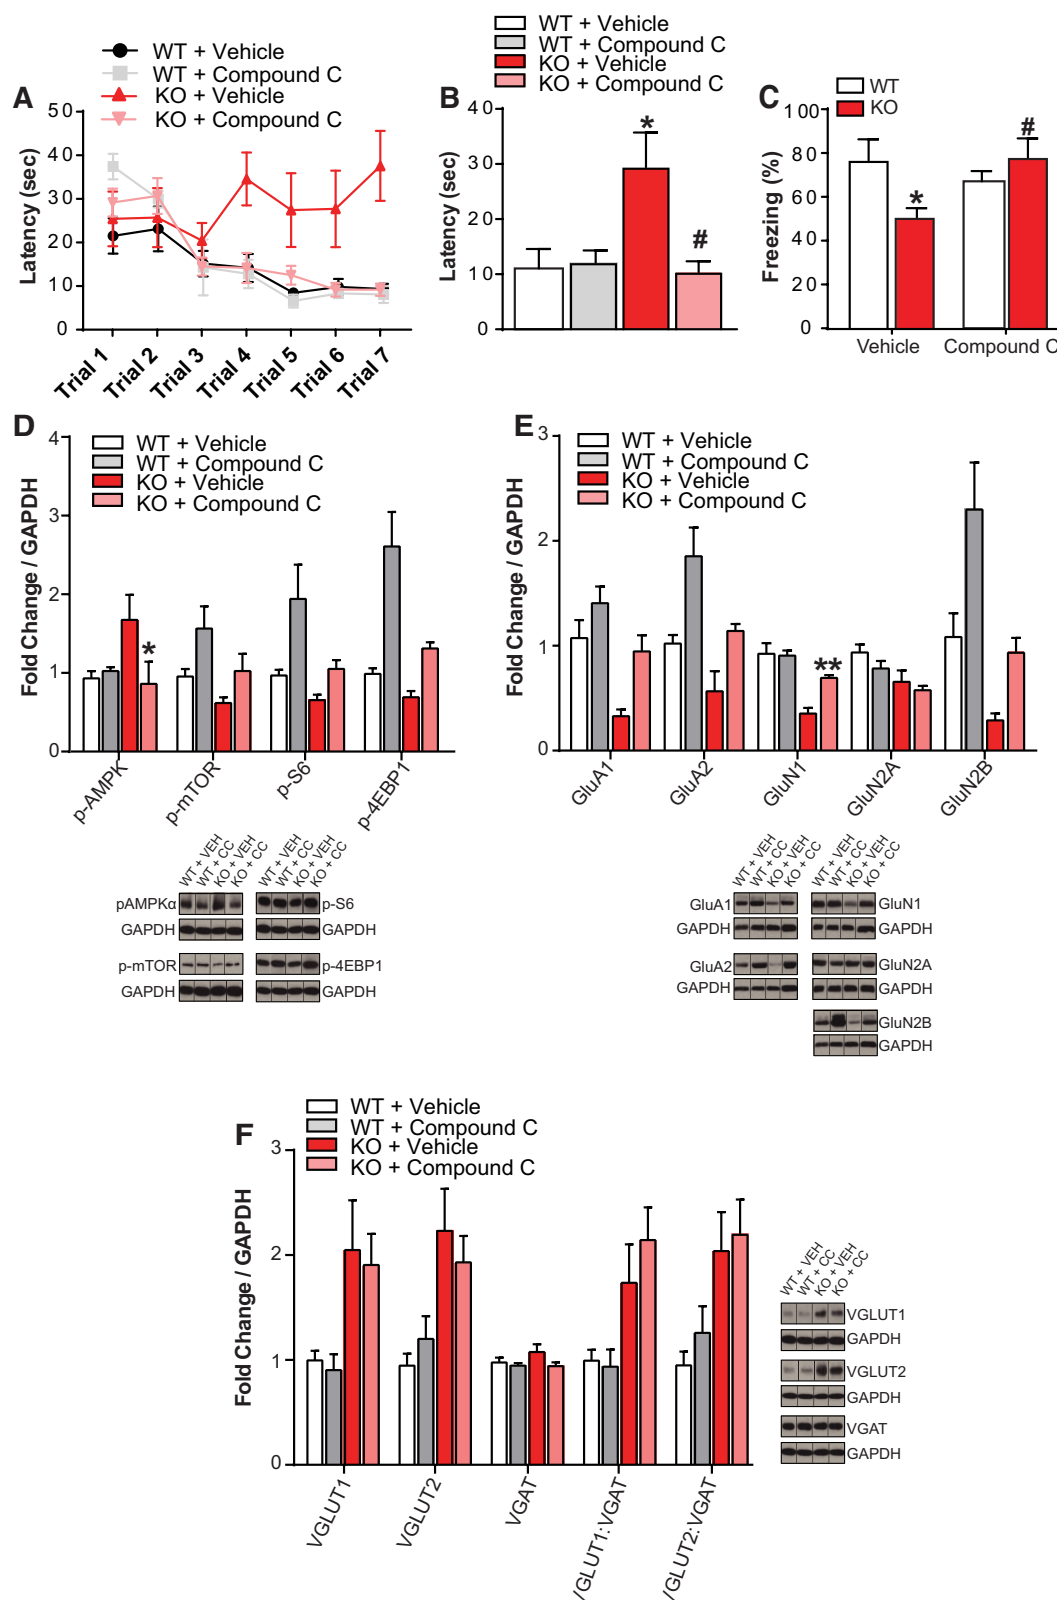 A
WT + Vehicle
WT + Compound C
KO + Vehicle
KO + Compound C
Latency (sec)
50
40
30
20
10
0
Trial 1
Trial 2
Trial 3
Trial 4
Trial 5
Trial 6
Trial 7
B
WT + Vehicle
WT + Compound C
KO + Vehicle
KO + Compound C
Latency (sec)
40
30
20
10
0
*
#
C
WT
KO
Freezing (%)
100
80
60
40
20
0
*
#
Vehicle
Compound C
D
WT + Vehicle
WT + Compound C
KO + Vehicle
KO + Compound C
Fold Change / GAPDH
4
3
2
1
0
*
p-AMPK
p-mTOR
p-S6
p-4EBP1
WT + VEH
WT + CC
KO + VEH
KO + CC
WT + VEH
WT + CC
KO + VEH
KO + CC
pAMPKα
p-S6
GAPDH
GAPDH
p-mTOR
p-4EBP1
GAPDH
GAPDH
E
WT + Vehicle
WT + Compound C
KO + Vehicle
KO + Compound C
Fold Change / GAPDH
3
2
1
0
**
GluA1
GluA2
GluN1
GluN2A
GluN2B
WT + VEH
WT + CC
KO + VEH
KO + CC
WT + VEH
WT + CC
KO + VEH
KO + CC
GluA1
GluN1
GAPDH
GAPDH
GluA2
GluN2A
GAPDH
GAPDH
GluN2B
GAPDH
F
WT + Vehicle
WT + Compound C
KO + Vehicle
KO + Compound C
Fold Change / GAPDH
3
2
1
0
VGLUT1
VGLUT2
VGAT
/GLUT1:VGAT
/GLUT2:VGAT
WT + VEH
WT + CC
KO + VEH
KO + CC
VGLUT1
GAPDH
VGLUT2
GAPDH
VGAT
GAPDH